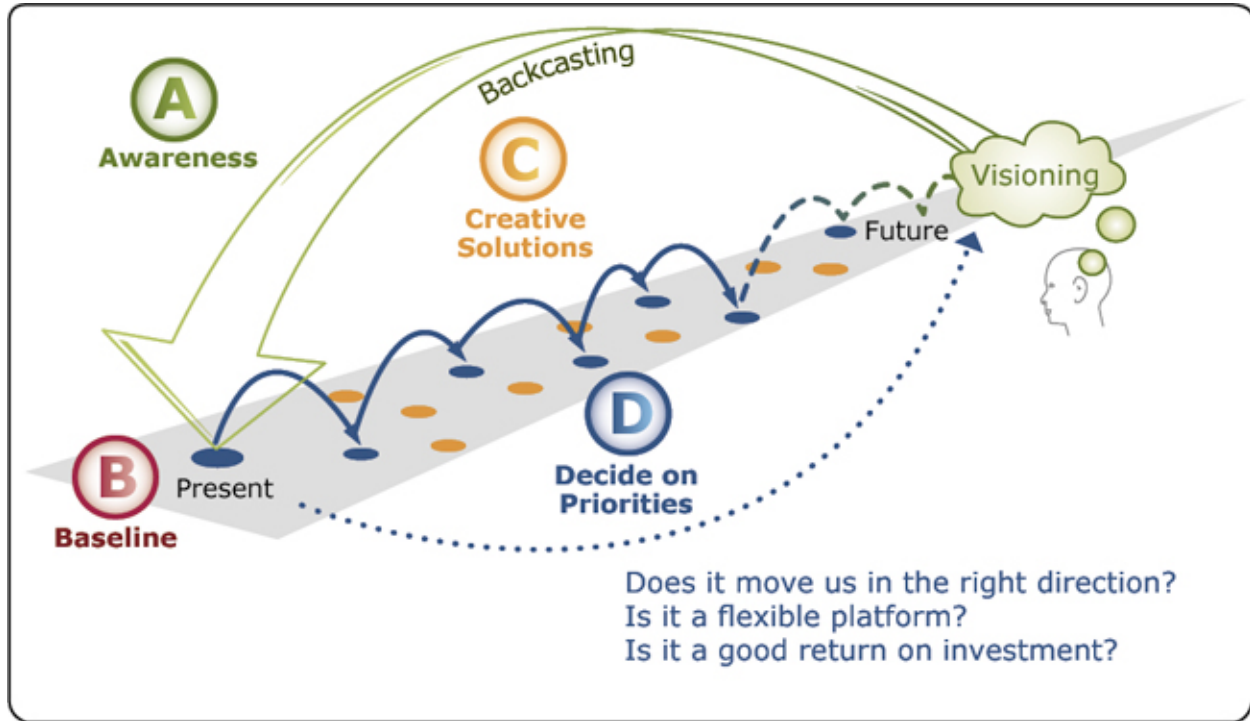 Backcasting
A
Awareness
C
Creative
Solutions
Visioning
Future
B
Present
Baseline
D
Decide on
Priorities
Does it move us in the right direction?
Is it a flexible platform?
Is it a good return on investment?